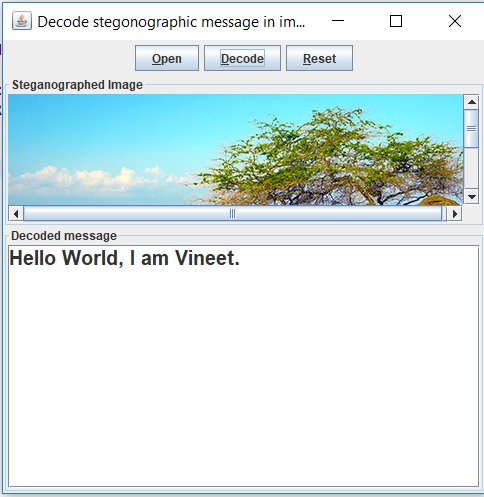 Decode stegonographic message in im...
Open Decode Reset
Steganographed Image
Decoded message
Hello World, I am Vineet.